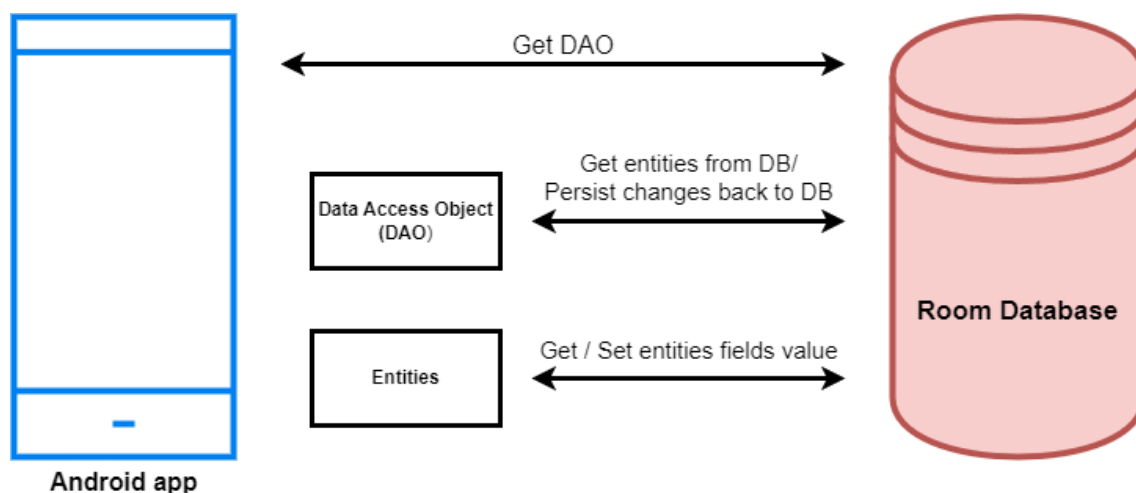 Get DAO
Get entities from DB/
Persist changes back to DB
Data Access Object
(DAO)
Room Database
Get / Set entities fields value
Entities
Android app